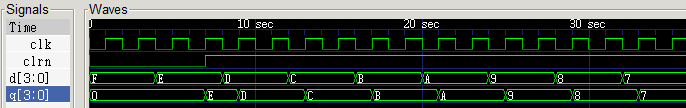 Signals Waves
Time 0 10 sec 20 sec 30 sec
clk
clrn
d[3:0] F E D C B A 9 8 7
q[3:0] 0 E D C B A 9 8 7